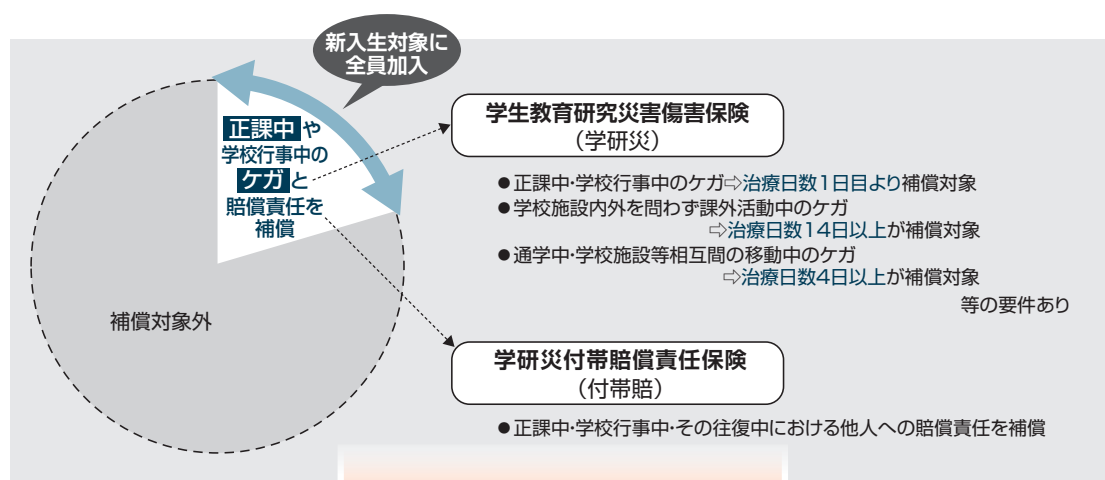 新入生対象に
全員加入
正課中や
学校行事中の
ケガと
賠償責任を
補償
補償対象外
学生教育研究災害傷害保険
（学研災）
●正課中・学校行事中のケガ⇨治療日数1日目より補償対象
●学校施設内外を問わず課外活動中のケガ
⇨治療日数14日以上が補償対象
●通学中・学校施設等相互間の移動中のケガ
⇨治療日数4日以上が補償対象
等の要件あり
学研災付帯賠償責任保険
（付帯賠）
●正課中・学校行事中・その往復中における他人への賠償責任を補償